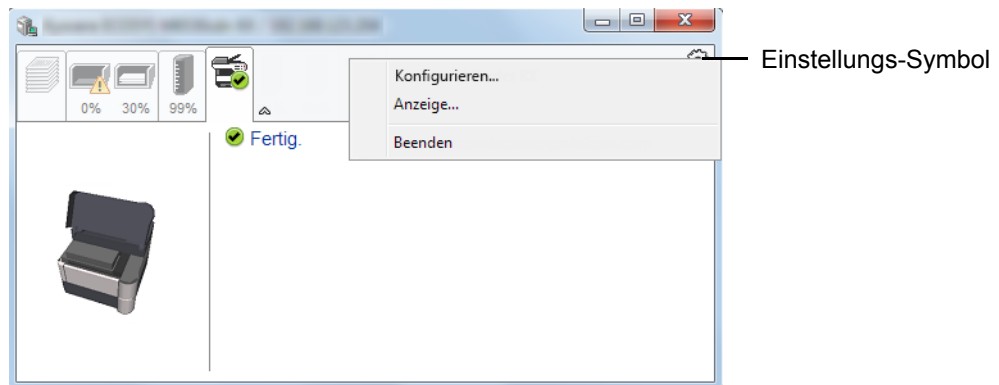 Einstellungs-Symbol
Konfigurieren...
Anzeige...
Beenden
0% 30% 99%
Fertig.